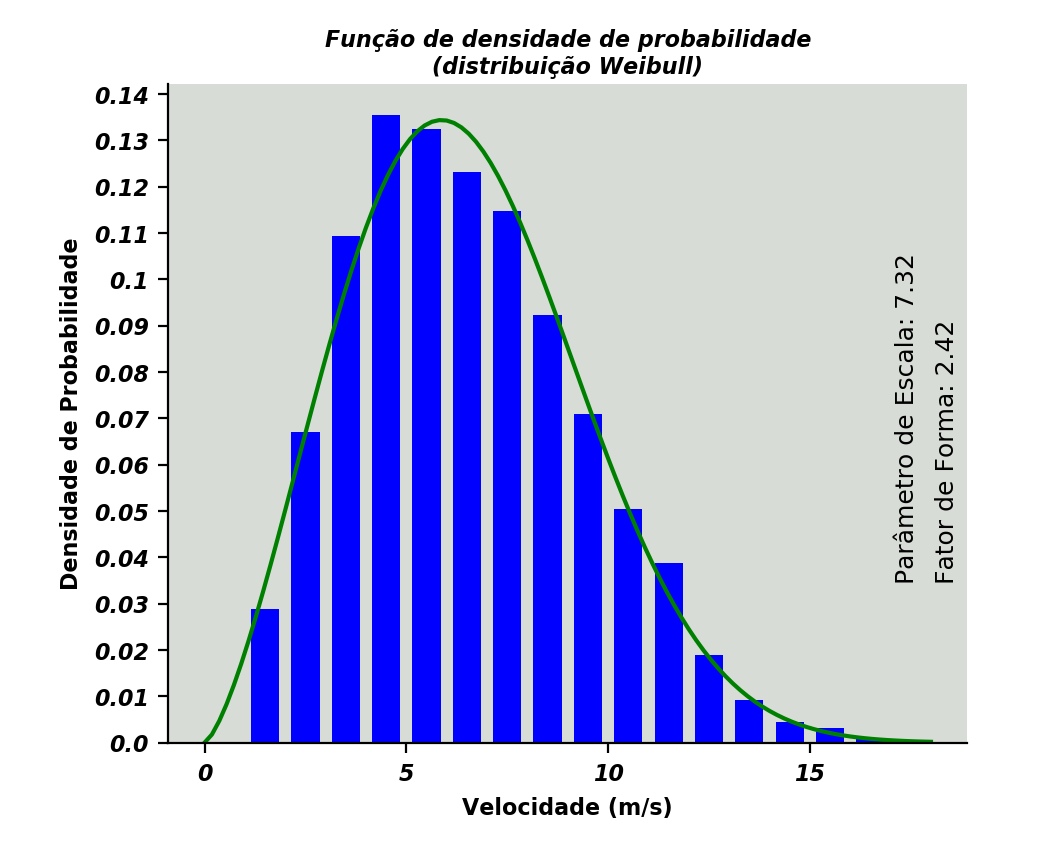 Função de densidade de probabilidade
(distribuição Weibull)
Densidade de Probabilidade
0.14
0.13
0.12
0.11
0.1
0.09
0.08
0.07
0.06
0.05
0.04
0.03
0.02
0.01
0.0
Parâmetro de Escala: 7.32
Fator de Forma: 2.42
0 5 10 15
Velocidade (m/s)